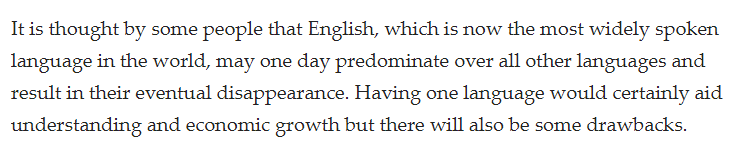 It is thought by some people that English, which is now the most widely spoken
language in the world, may one day predominate over all other languages and
result in their eventual disappearance. Having one language would certainly aid
understanding and economic growth but there will also be some drawbacks.